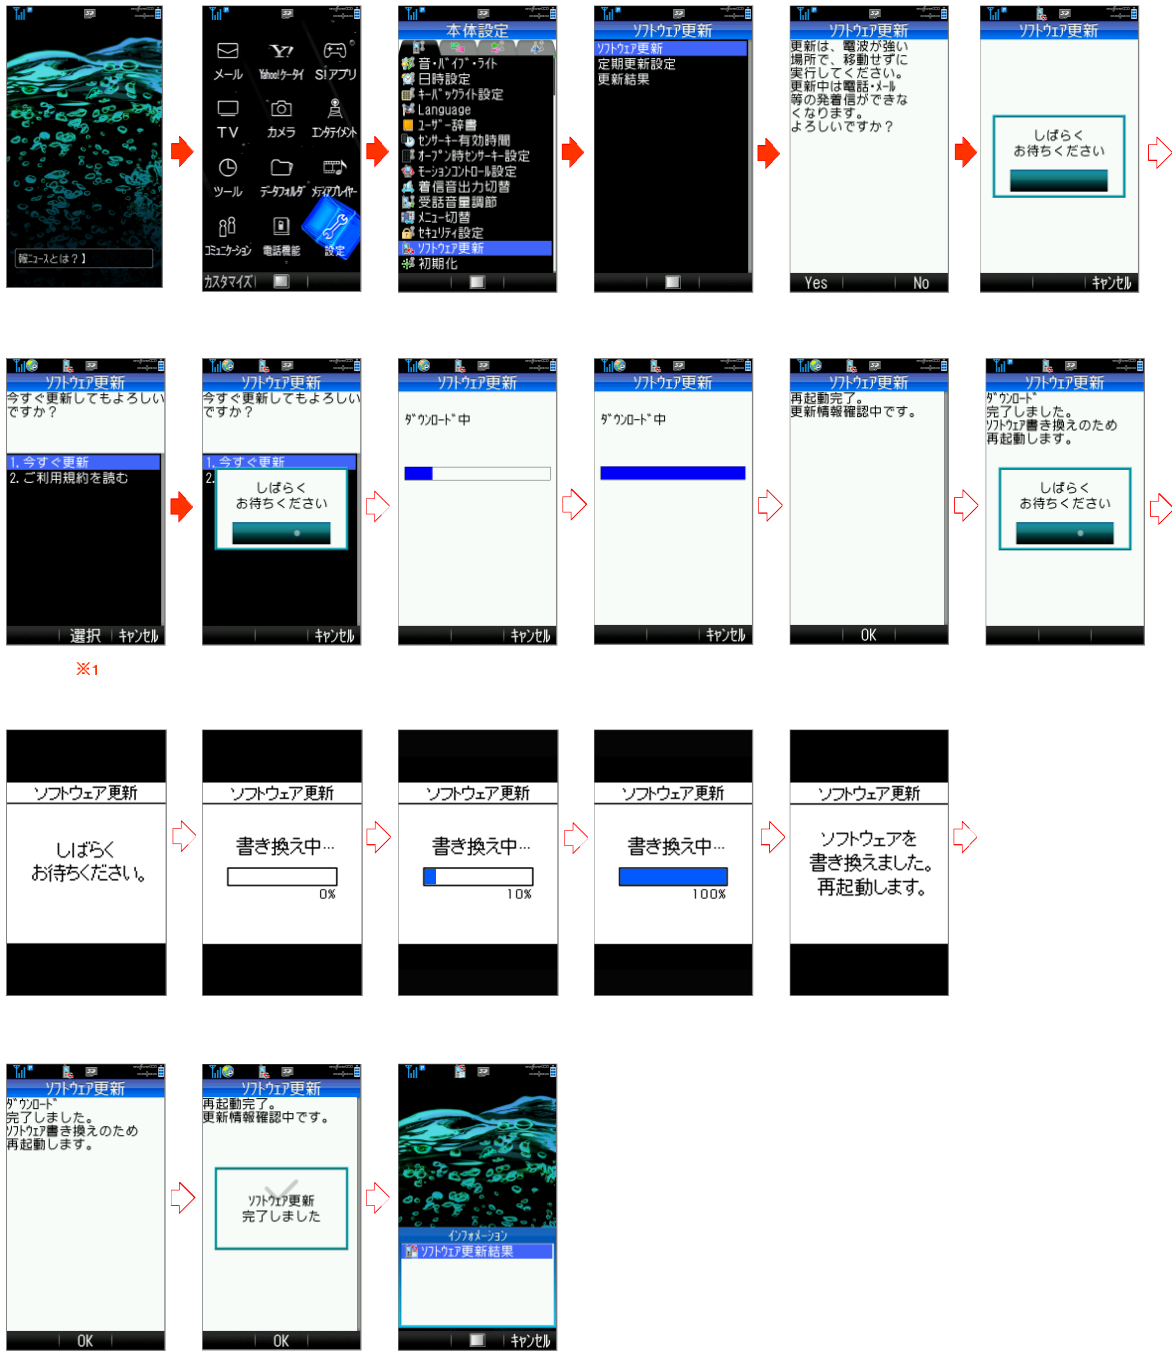 報ニュースとは？】
メール
Yahoo!ケータイ
S!アプリ
TV
カメラ
エンタテイメント
ツール
データフォルダ
メディアプレイヤー
コミュニケーション
電話機能
設定
カスタマイズ
本体設定
音・バイブ・ライト
日時設定
キーバックライト設定
Language
ユーザー辞書
センサーキー有効時間
オープン時センサーキー設定
モーションコントロール設定
着信音出力切替
受話音量調節
メニュー切替
セキュリティ設定
ソフトウェア更新
初期化
ソフトウェア更新
ソフトウェア更新
定期更新設定
更新結果
ソフトウェア更新
更新は、電波が強い
場所で、移動せずに
実行してください。
更新中は電話・メール
等の発着信ができな
くなります。
よろしいですか？
Yes
No
ソフトウェア更新
しばらく
お待ちください
キャンセル
ソフトウェア更新
今すぐ更新してもよろしい
ですか？
1.今すぐ更新
2.ご利用規約を読む
選択
キャンセル
※1
ソフトウェア更新
今すぐ更新してもよろしい
ですか？
1.今すぐ更新
2.
しばらく
お待ちください
キャンセル
ソフトウェア更新
ダウンロード中
キャンセル
ソフトウェア更新
ダウンロード中
キャンセル
ソフトウェア更新
再起動完了。
更新情報確認中です。
OK
ソフトウェア更新
ダウンロード
完了しました。
ソフトウェア書き換えのため
再起動します。
しばらく
お待ちください
ソフトウェア更新
しばらく
お待ちください。
ソフトウェア更新
書き換え中…
0%
ソフトウェア更新
書き換え中…
10%
ソフトウェア更新
書き換え中…
100%
ソフトウェア更新
ソフトウェアを
書き換えました。
再起動します。
ソフトウェア更新
ダウンロード
完了しました。
ソフトウェア書き換えのため
再起動します。
OK
ソフトウェア更新
再起動完了。
更新情報確認中です。
ソフトウェア更新
完了しました
OK
インフォメーション
ソフトウェア更新結果
キャンセル